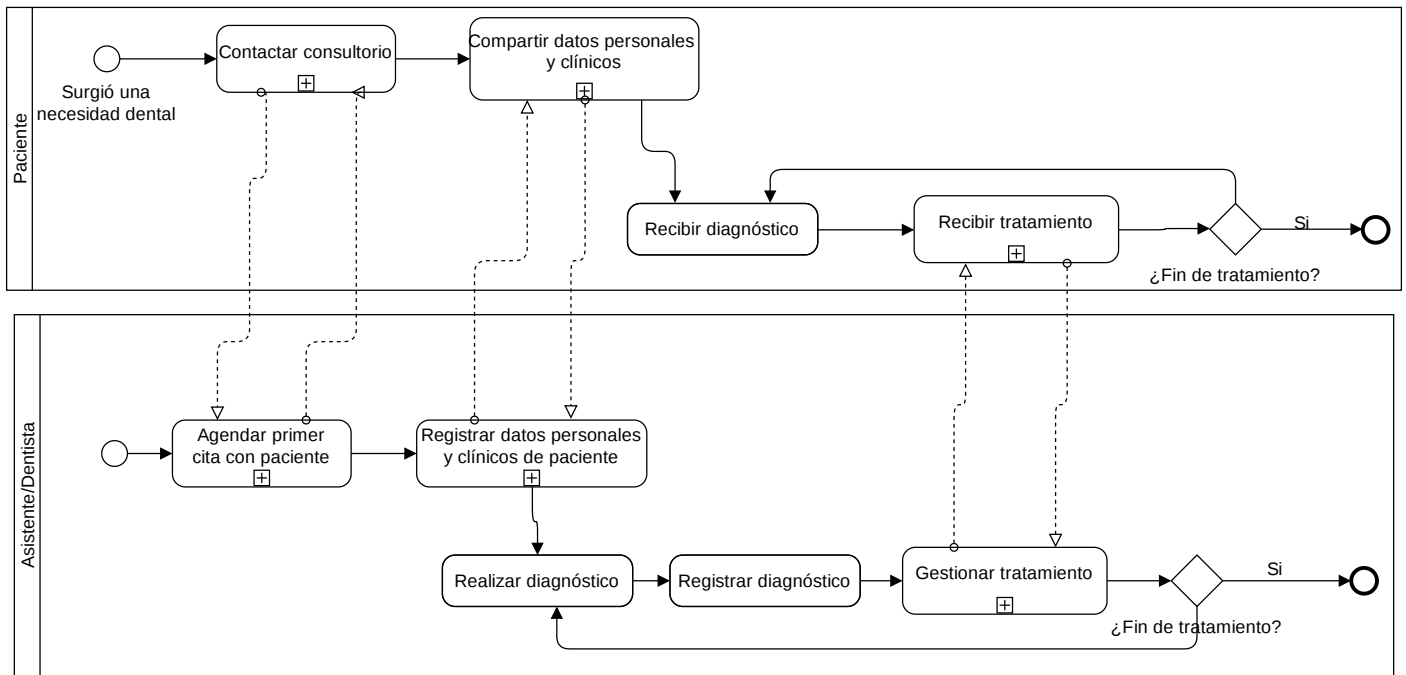 Paciente
Surgió una
necesidad dental
Contactar consultorio
Compartir datos personales
y clínicos
Recibir diagnóstico
Recibir tratamiento
Si
¿Fin de tratamiento?
Asistente/Dentista
Agendar primer
cita con paciente
Registrar datos personales
y clínicos de paciente
Realizar diagnóstico
Registrar diagnóstico
Gestionar tratamiento
Si
¿Fin de tratamiento?